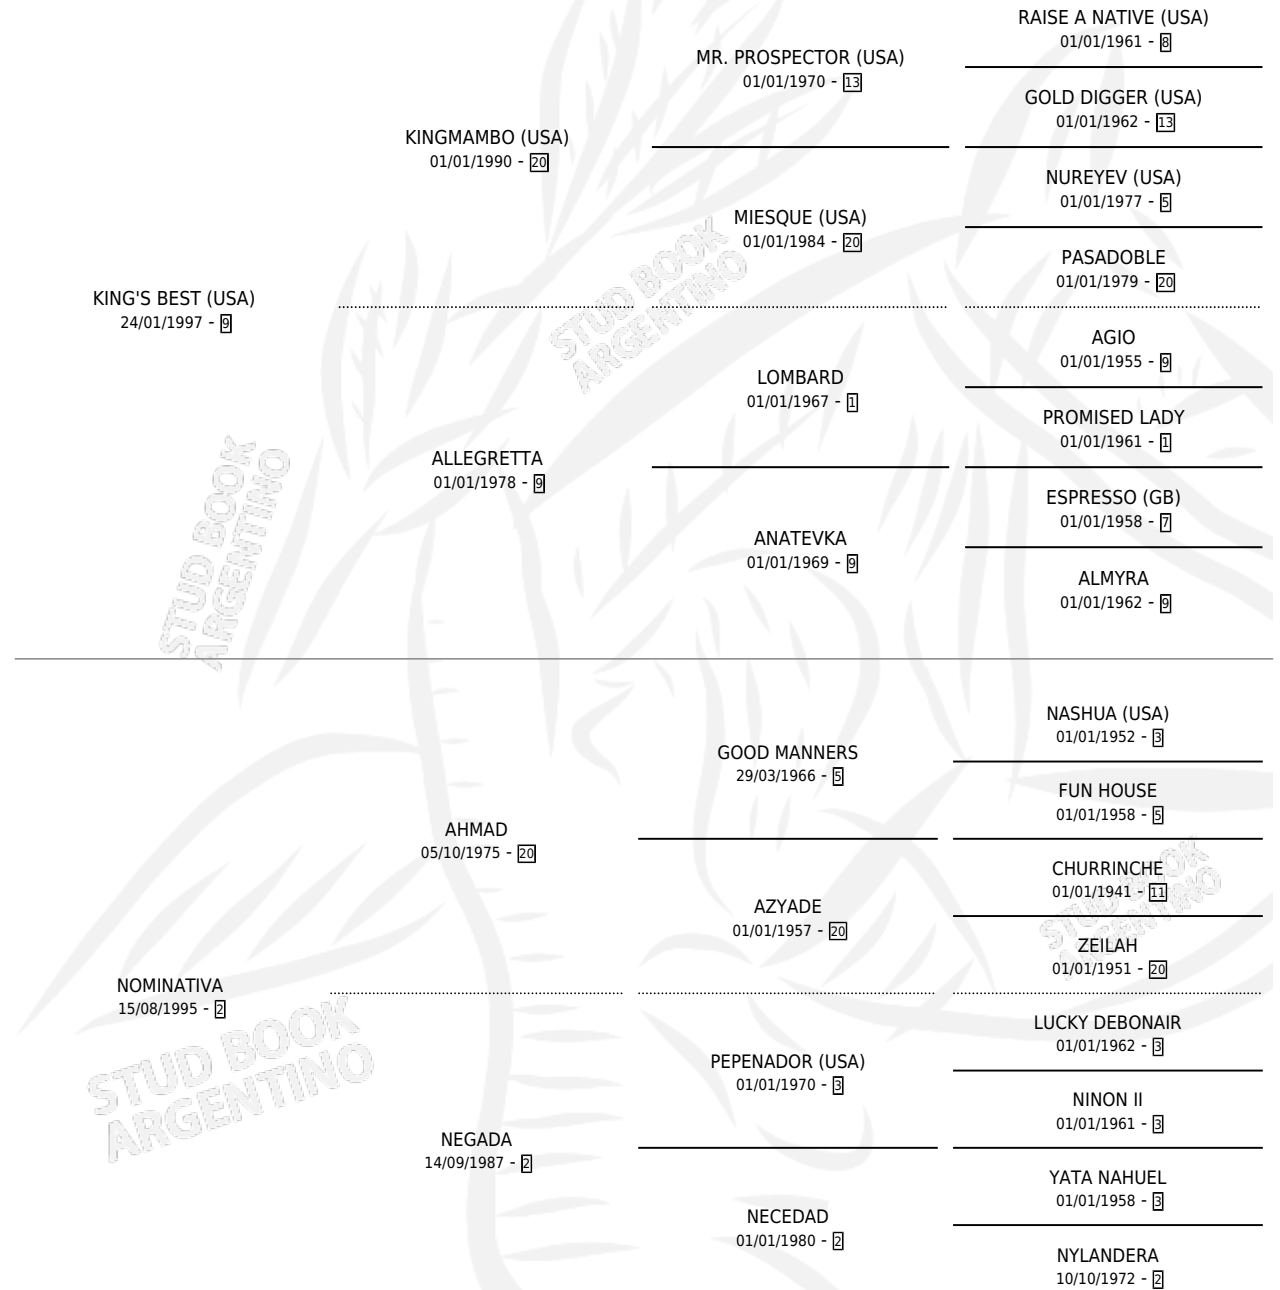 RAISE A NATIVE (USA)
01/01/1961 - 8
MR. PROSPECTOR (USA)
01/01/1970 - 13
GOLD DIGGER (USA)
01/01/1962 - 13
KINGMAMBO (USA)
01/01/1990 - 20
NUREYEV (USA)
01/01/1977 - 5
MIESQUE (USA)
01/01/1984 - 20
PASADOBLE
01/01/1979 - 20
KING'S BEST (USA)
24/01/1997 - 9
AGIO
01/01/1955 - 9
LOMBARD
01/01/1967 - 1
PROMISED LADY
01/01/1961 - 1
ALLEGRETTA
01/01/1978 - 9
ESPRESSO (GB)
01/01/1958 - 7
ANATEVKA
01/01/1969 - 9
ALMYRA
01/01/1962 - 9
NASHUA (USA)
01/01/1952 - 3
GOOD MANNERS
29/03/1966 - 5
FUN HOUSE
01/01/1958 - 5
AHMAD
05/10/1975 - 20
CHURRINCHE
01/01/1941 - 11
AZYADE
01/01/1957 - 20
ZEILAH
01/01/1951 - 20
NOMINATIVA
15/08/1995 - 2
LUCKY DEBONAIR
01/01/1962 - 3
PEPENADOR (USA)
01/01/1970 - 3
NINON II
01/01/1961 - 3
NEGADA
14/09/1987 - 2
YATA NAHUEL
01/01/1958 - 3
NECEDAD
01/01/1980 - 2
NYLANDERA
10/10/1972 - 2
STUD BOOK
ARGENTINO
STUD BOOK
ARGENTINO
STUD BOOK
ARGENTINO
STUD BOOK
ARGENTINO